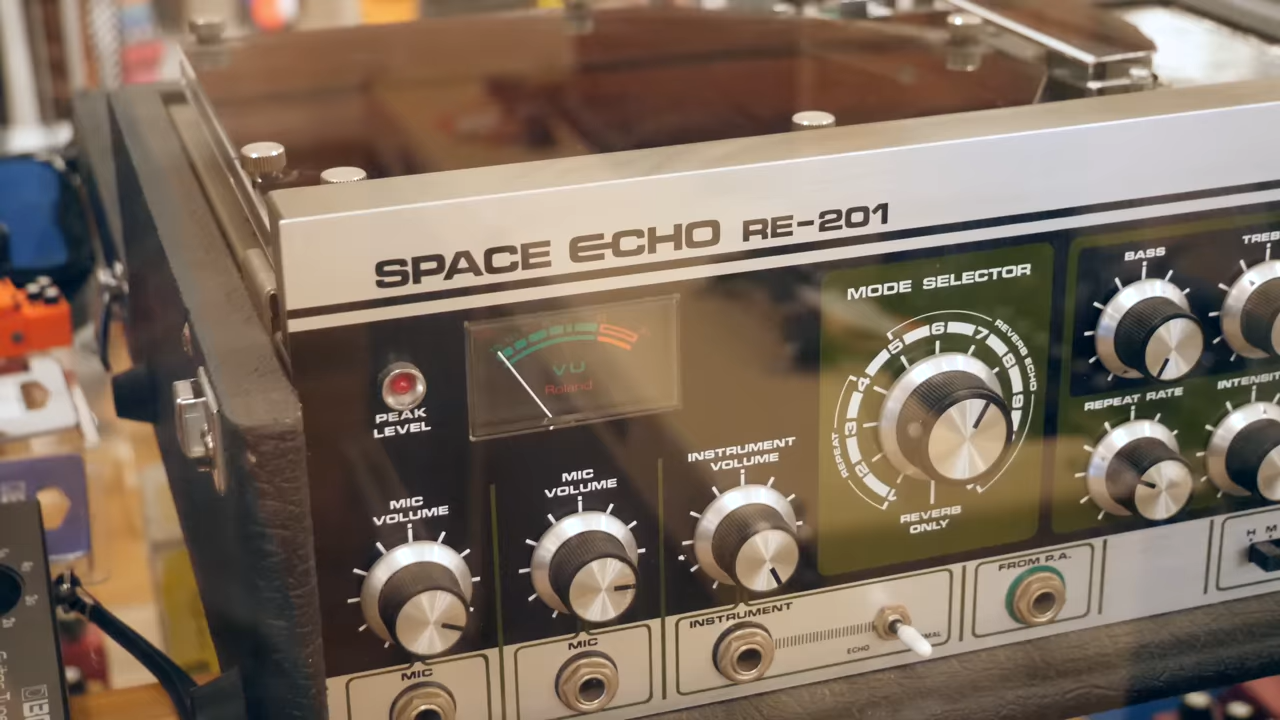 SPACE ECHO RE-201
MODE SELECTOR
BASS
TREB
PEAK
LEVEL
VU
Roland
1
2
3
4
5
6
7
8
9
REPEAT
REVERB ECHO
REVERB
ONLY
REPEAT RATE
INTENSIT
MIC
VOLUME
MIC
VOLUME
INSTRUMENT
VOLUME
MIC
MIC
INSTRUMENT
ECHO
FROM P.A.
H M